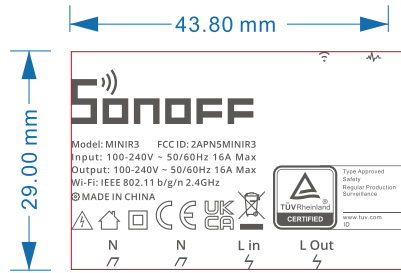 43.80 mm
29.00 mm
SONOFF
Model: MINIR3 FCC ID: 2APN5MINIR3
Input: 100-240V ~ 50/60Hz 16A Max
Output: 100-240V ~ 50/60Hz 16A Max
Wi-Fi: IEEE 802.11 b/g/n 2.4GHz
MADE IN CHINA
CE UK CA
TÜVRheinland
CERTIFIED
Type Approved
Safety
Regular Production
Surveillance
www.tuv.com
ID
N N L in L Out